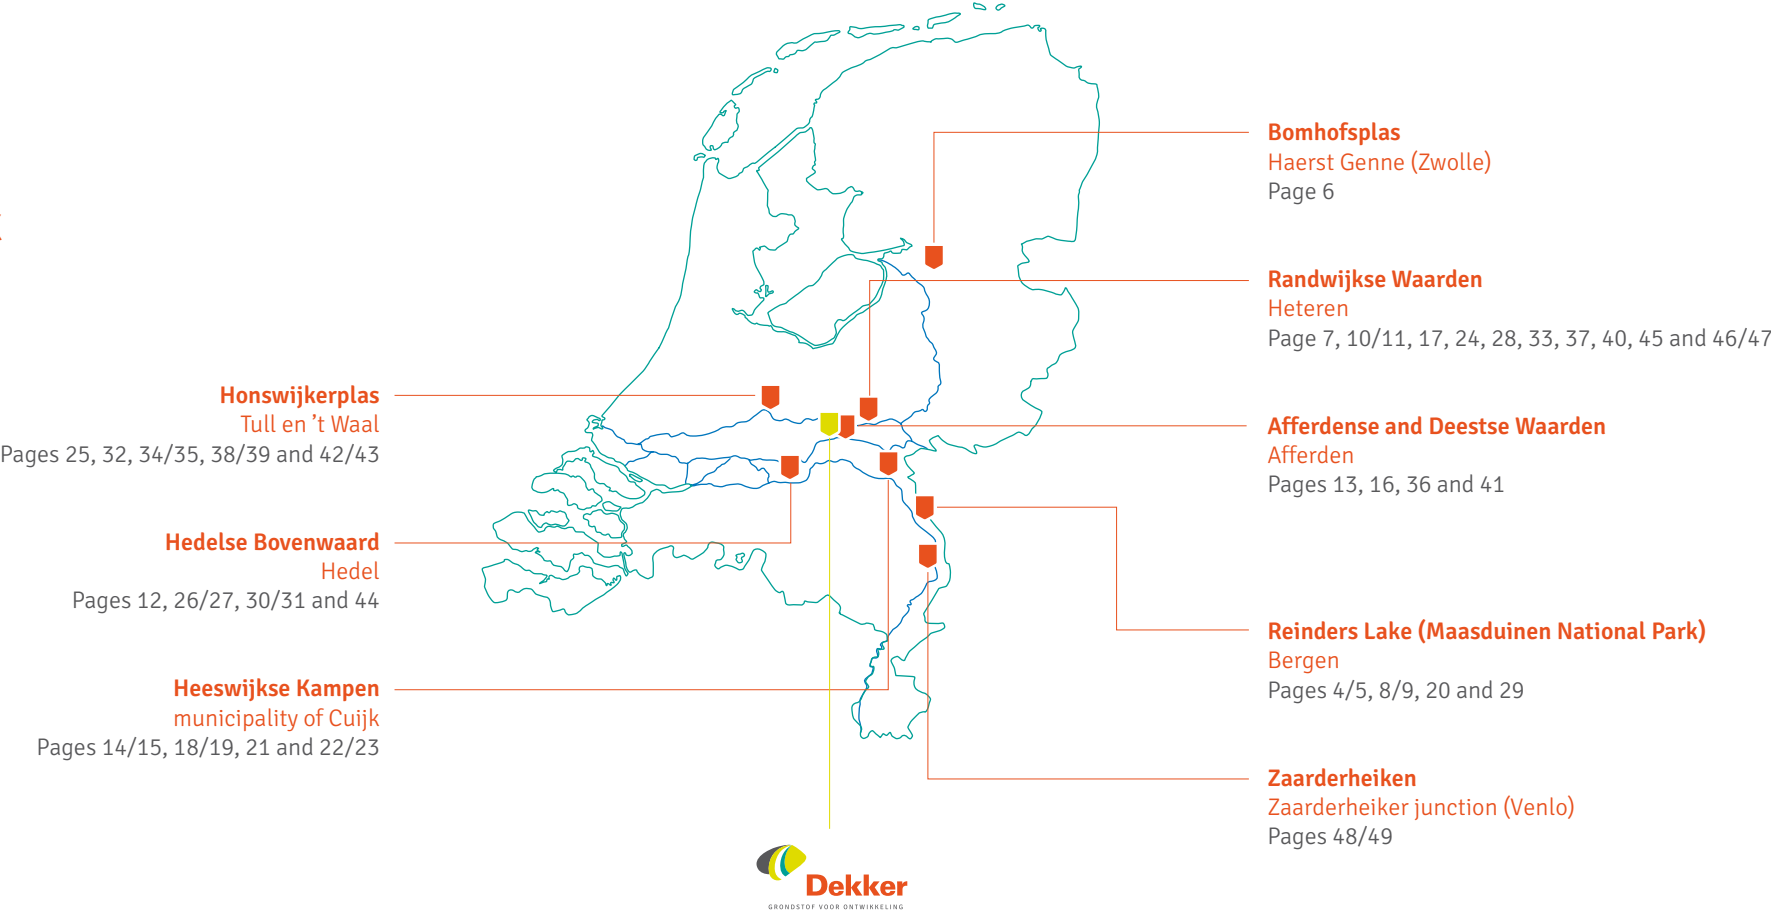 Honswijkerplas
Tull en ’t Waal
Pages 25, 32, 34/35, 38/39 and 42/43
Hedelse Bovenwaard
Hedel
Pages 12, 26/27, 30/31 and 44
Heeswijkse Kampen
municipality of Cuijk
Pages 14/15, 18/19, 21 and 22/23
Bomhofsplas
Haerst Genne (Zwolle)
Page 6
Randwijkse Waarden
Heteren
Page 7, 10/11, 17, 24, 28, 33, 37, 40, 45 and 46/47
Afferdense and Deestse Waarden
Afferden
Pages 13, 16, 36 and 41
Reinders Lake (Maasduinen National Park)
Bergen
Pages 4/5, 8/9, 20 and 29
Zaarderheiken
Zaarderheiker junction (Venlo)
Pages 48/49
Dekker
GRONDSTOF VOOR ONTWIKKELING